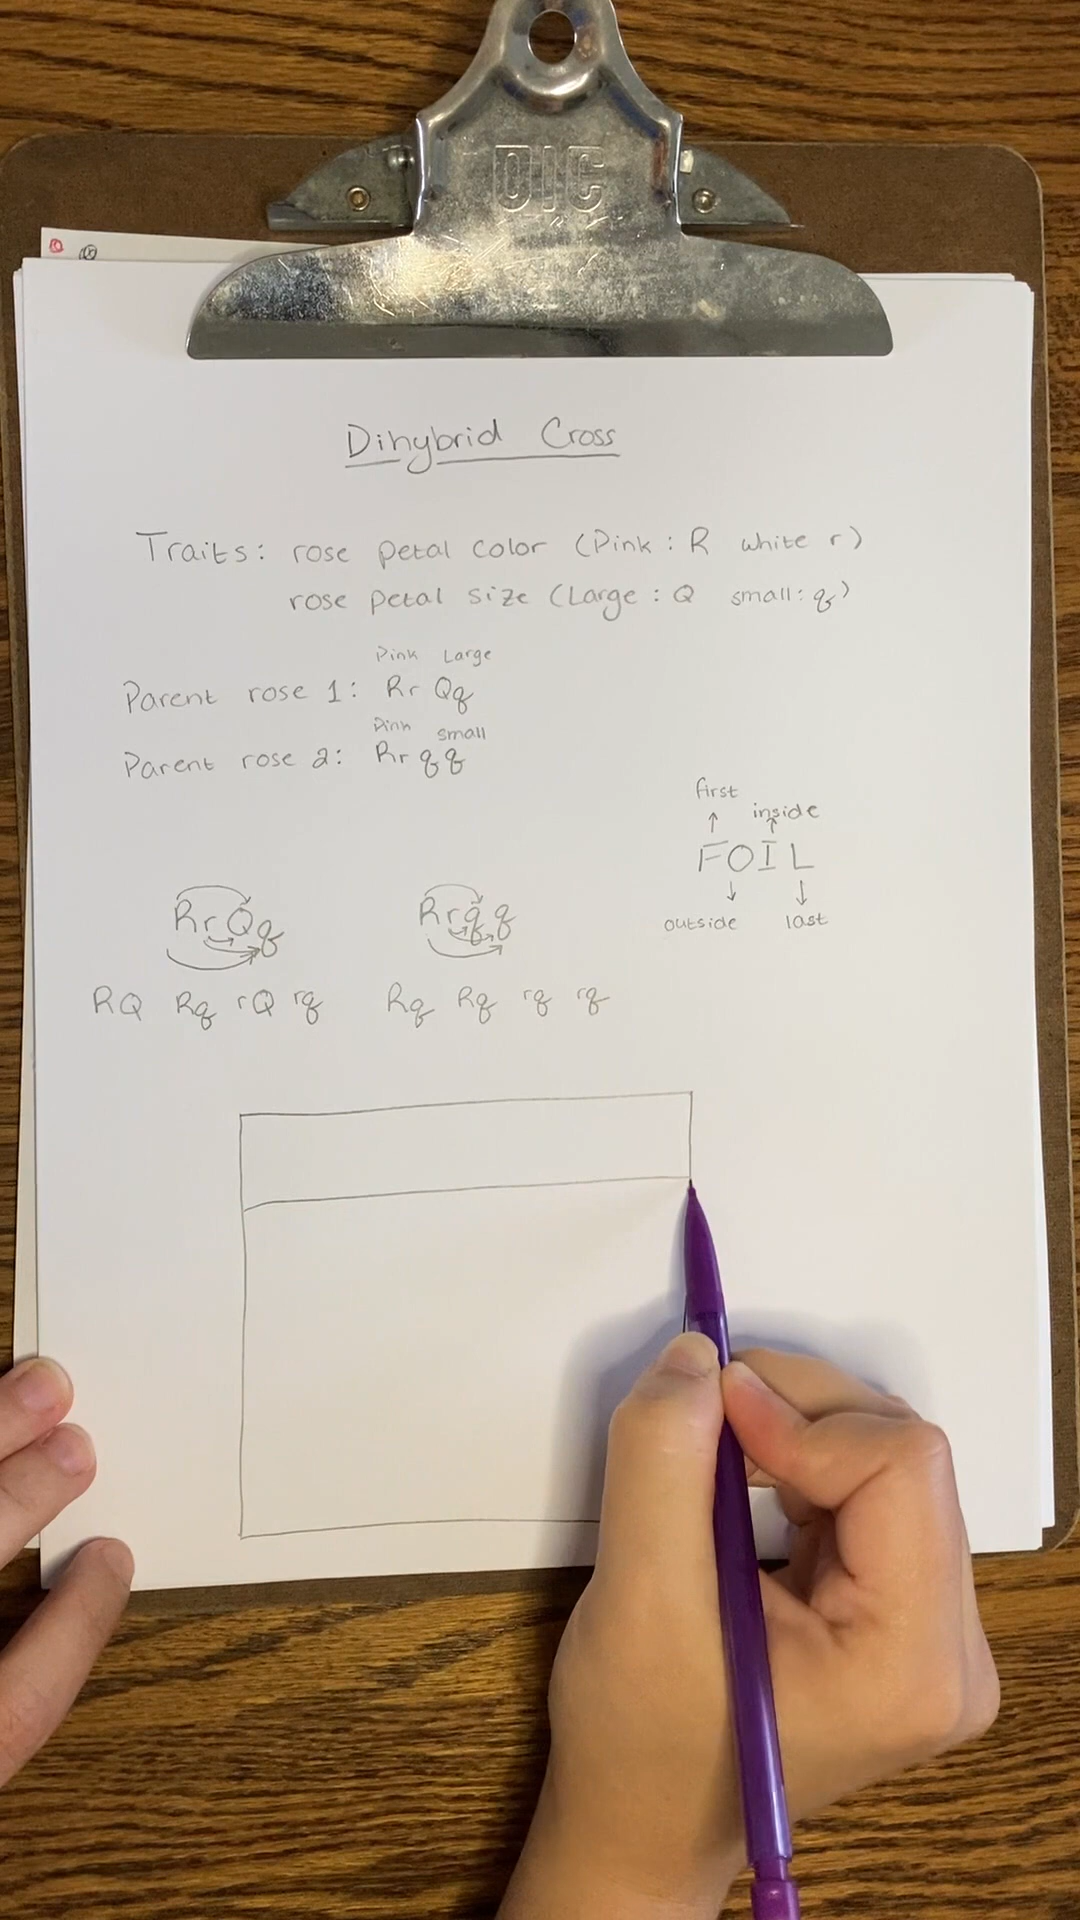 OIC
Dihybrid Cross
Traits: rose petal color (Pink: R white r)
rose petal size (Large: Q small: q)
Pink Large
Parent rose 1: Rr Qq
Pink small
Parent rose 2: Rr qq
first
inside
FOIL
outside last
RrQq Rrqq
RQ Rq rQ rq Rq Rq rq rq